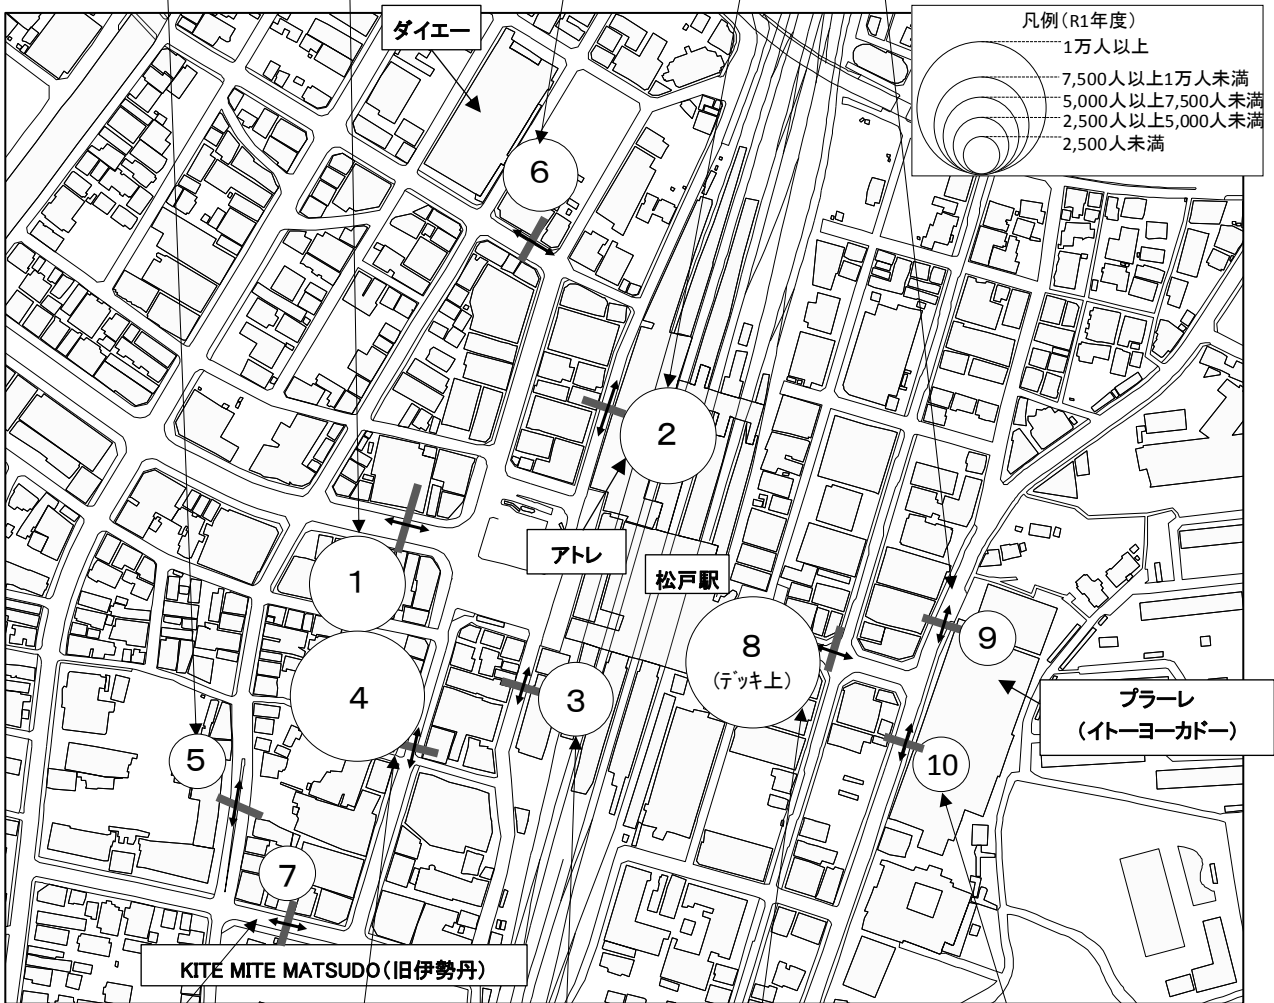 ダイエー
凡例(R1年度)
1万人以上
7,500人以上1万人未満
5,000人以上7,500人未満
2,500人以上5,000人未満
2,500人未満
6
2
アトレ
松戸駅
1
8
(デッキ上)
9
4
3
プラーレ
(イトーヨーカドー)
5
10
7
KITE MITE MATSUDO(旧伊勢丹)